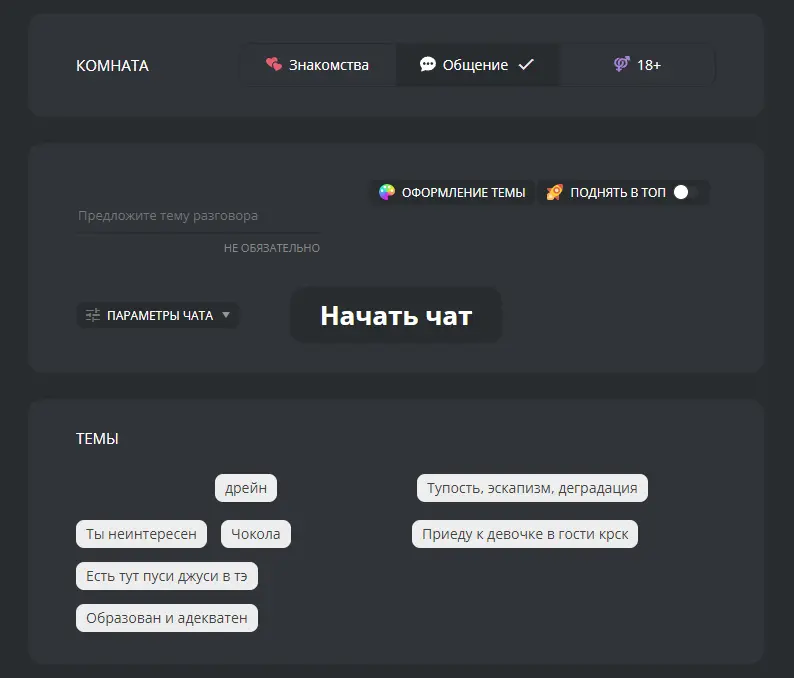 КОМНАТА
Знакомства
Общение
18+
ОФОРМЛЕНИЕ ТЕМЫ
ПОДНЯТЬ В ТОП
Предложите тему разговора
НЕ ОБЯЗАТЕЛЬНО
ПАРАМЕТРЫ ЧАТА
Начать чат
ТЕМЫ
дрейн
Тупость, эскапизм, деградация
Ты неинтересен
Чокола
Приеду к девочке в гости крск
Есть тут пуси джуси в тэ
Образован и адекватен